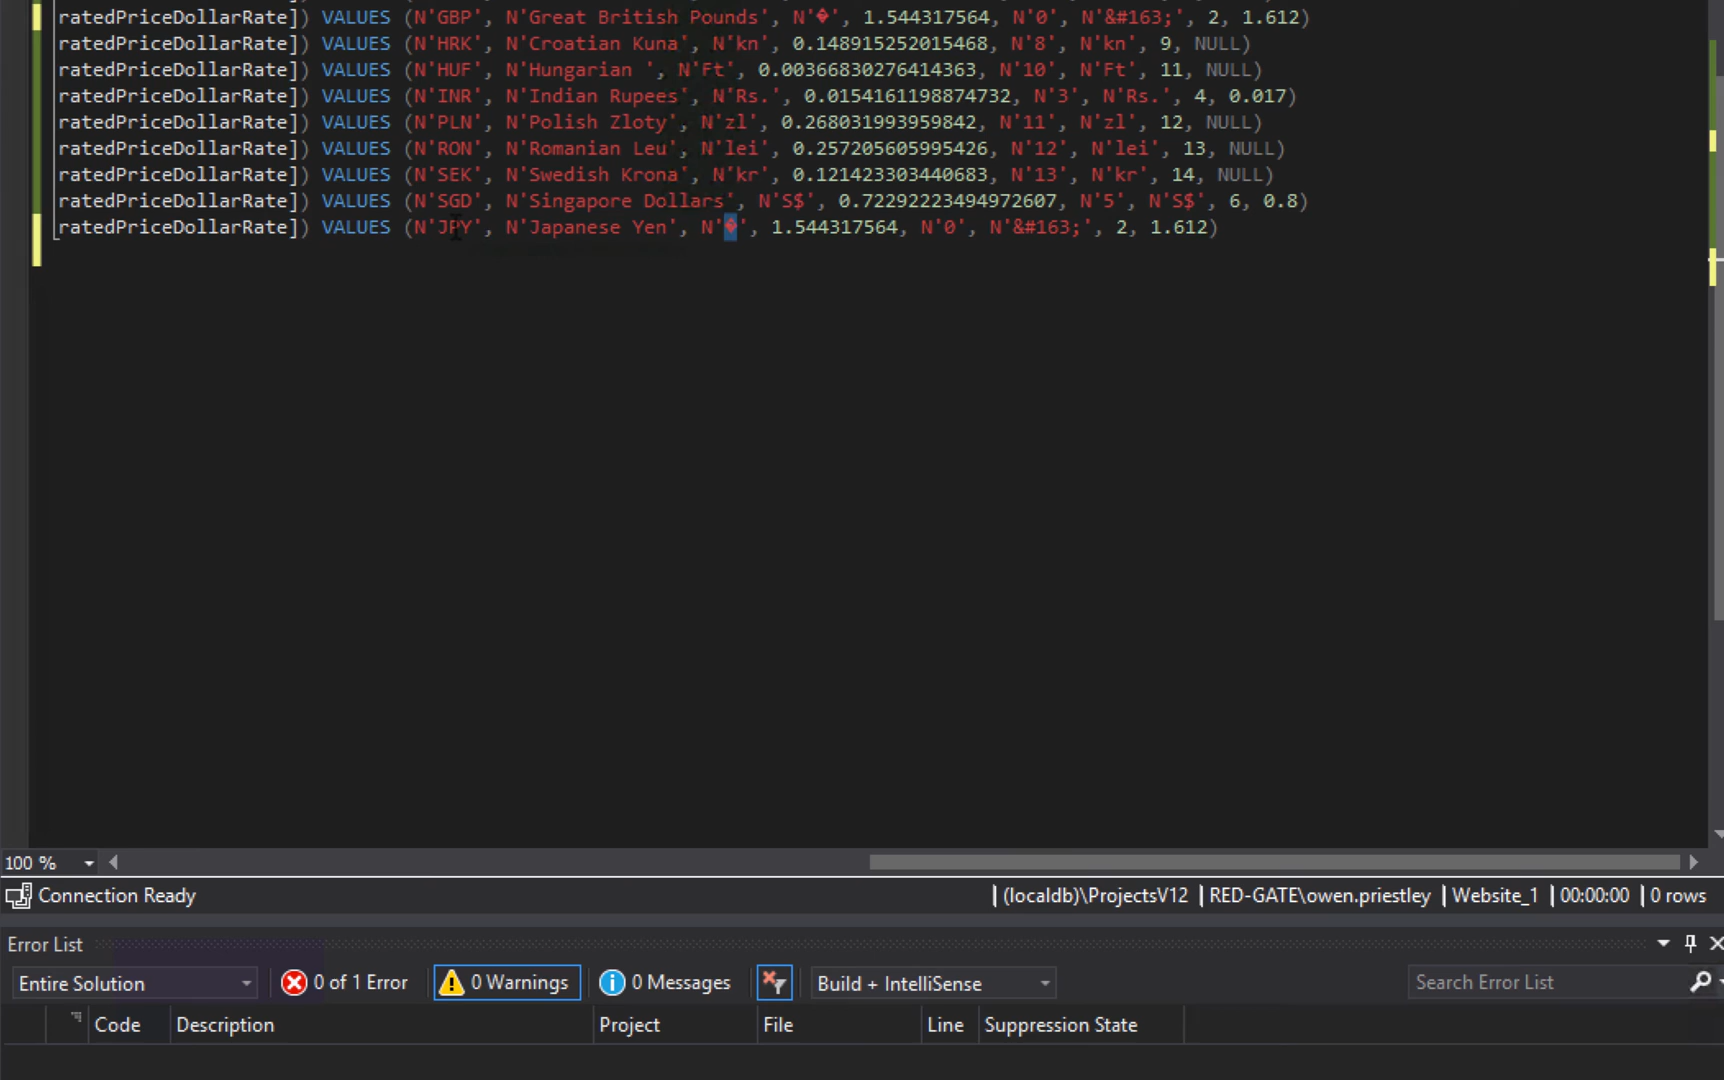 ratedPriceDollarRate]) VALUES (N'GBP', N'Great British Pounds', N'�', 1.544317564, N'0', N'&#163;', 2, 1.612)
ratedPriceDollarRate]) VALUES (N'HRK', N'Croatian Kuna', N'kn', 0.148915252015468, N'8', N'kn', 9, NULL)
ratedPriceDollarRate]) VALUES (N'HUF', N'Hungarian ', N'Ft', 0.00366830276414363, N'10', N'Ft', 11, NULL)
ratedPriceDollarRate]) VALUES (N'INR', N'Indian Rupees', N'Rs.', 0.0154161198874732, N'3', N'Rs.', 4, 0.017)
ratedPriceDollarRate]) VALUES (N'PLN', N'Polish Zloty', N'zl', 0.268031993959842, N'11', N'zl', 12, NULL)
ratedPriceDollarRate]) VALUES (N'RON', N'Romanian Leu', N'lei', 0.257205605995426, N'12', N'lei', 13, NULL)
ratedPriceDollarRate]) VALUES (N'SEK', N'Swedish Krona', N'kr', 0.121423303440683, N'13', N'kr', 14, NULL)
ratedPriceDollarRate]) VALUES (N'SGD', N'Singapore Dollars', N'S$', 0.72292223494972607, N'5', N'S$', 6, 0.8)
ratedPriceDollarRate]) VALUES (N'JPY', N'Japanese Yen', N'�', 1.544317564, N'0', N'&#163;', 2, 1.612)
100 %
Connection Ready | (localdb)\ProjectsV12 | RED-GATE\owen.priestley | Website_1 | 00:00:00 | 0 rows
Error List
Entire Solution 0 of 1 Error 0 Warnings 0 Messages Build + IntelliSense Search Error List
Code Description Project File Line Suppression State